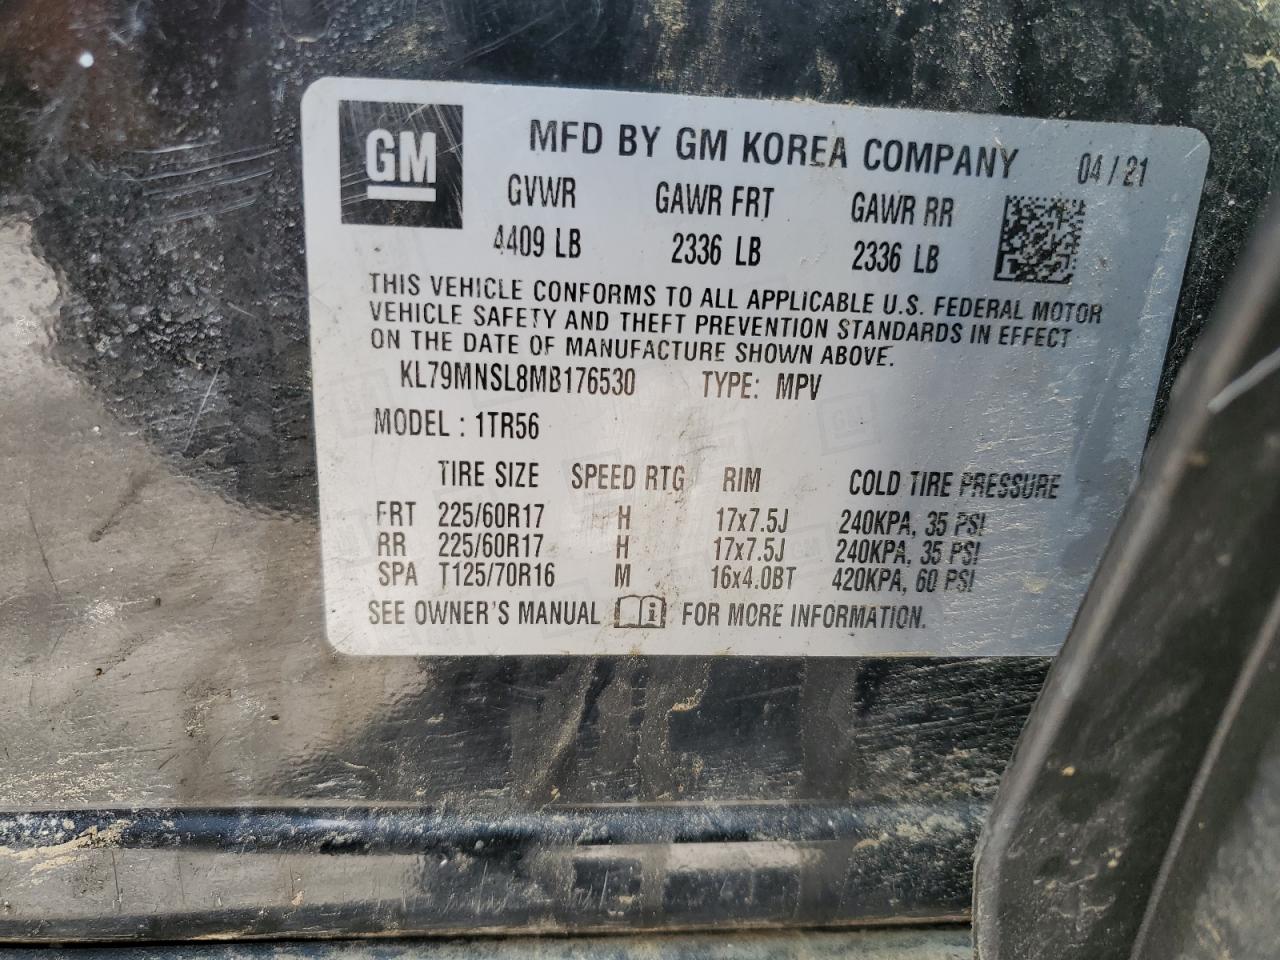 GM
MFD BY GM KOREA COMPANY 04/21
GVWR GAWR FRT GAWR RR
4409 LB 2336 LB 2336 LB
THIS VEHICLE CONFORMS TO ALL APPLICABLE U.S. FEDERAL MOTOR
VEHICLE SAFETY AND THEFT PREVENTION STANDARDS IN EFFECT
ON THE DATE OF MANUFACTURE SHOWN ABOVE.
KL79MNSL8MB176530 TYPE: MPV
MODEL : 1TR56
TIRE SIZE SPEED RTG RIM COLD TIRE PRESSURE
FRT 225/60R17 H 17x7.5J 240KPA, 35 PSI
RR 225/60R17 H 17x7.5J 240KPA, 35 PSI
SPA T125/70R16 M 16x4.0BT 420KPA, 60 PSI
SEE OWNER'S MANUAL FOR MORE INFORMATION.